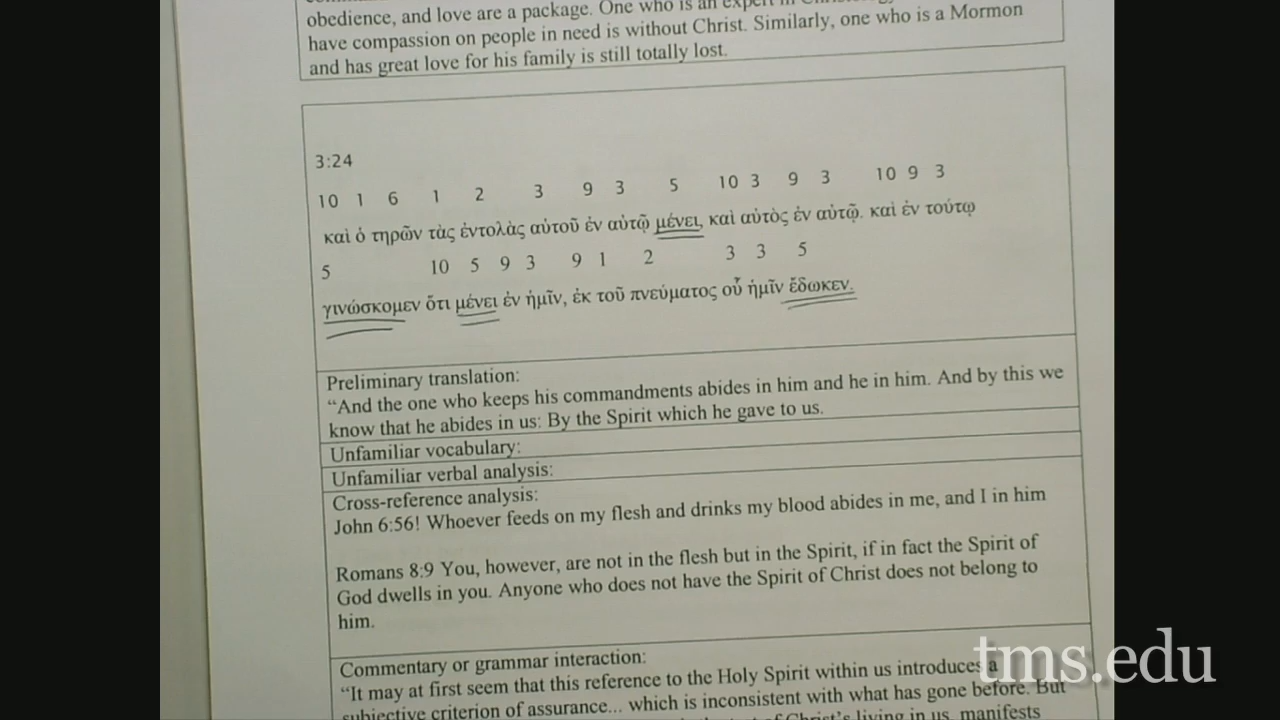 obedience, and love are a package. One who is an expert in
have compassion on people in need is without Christ. Similarly, one who is a Mormon
and has great love for his family is still totally lost.
3:24
10 1 6 1 2 3 9 3 5 10 3 9 3 10 9 3
καὶ ὁ τηρῶν τὰς ἐντολὰς αὐτοῦ ἐν αὐτῷ μένει, καὶ αὐτὸς ἐν αὐτῷ. καὶ ἐν τούτῳ
5 10 5 9 3 9 1 2 3 3 5
γινώσκομεν ὅτι μένει ἐν ἡμῖν, ἐκ τοῦ πνεύματος οὗ ἡμῖν ἔδωκεν.
Preliminary translation:
“And the one who keeps his commandments abides in him and he in him. And by this we
know that he abides in us: By the Spirit which he gave to us.
Unfamiliar vocabulary:
Unfamiliar verbal analysis:
Cross-reference analysis:
John 6:56! Whoever feeds on my flesh and drinks my blood abides in me, and I in him
Romans 8:9 You, however, are not in the flesh but in the Spirit, if in fact the Spirit of
God dwells in you. Anyone who does not have the Spirit of Christ does not belong to
him.
Commentary or grammar interaction:
“It may at first seem that this reference to the Holy Spirit within us introduces a
subjective criterion of assurance... which is inconsistent with what has gone before. But
of Christ's living in us, manifests
tms.edu